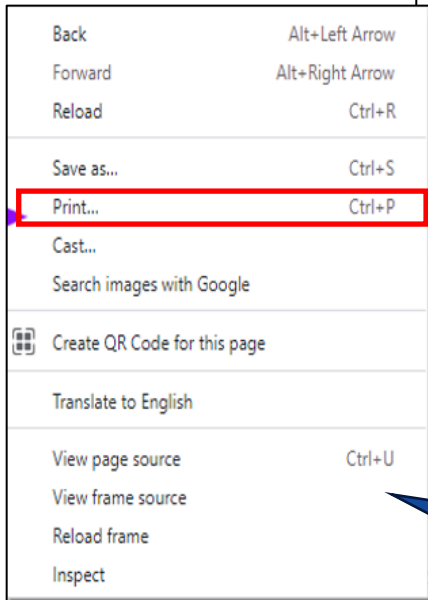 Back Alt+Left Arrow
Forward Alt+Right Arrow
Reload Ctrl+R
Save as... Ctrl+S
Print... Ctrl+P
Cast...
Search images with Google
Create QR Code for this page
Translate to English
View page source Ctrl+U
View frame source
Reload frame
Inspect